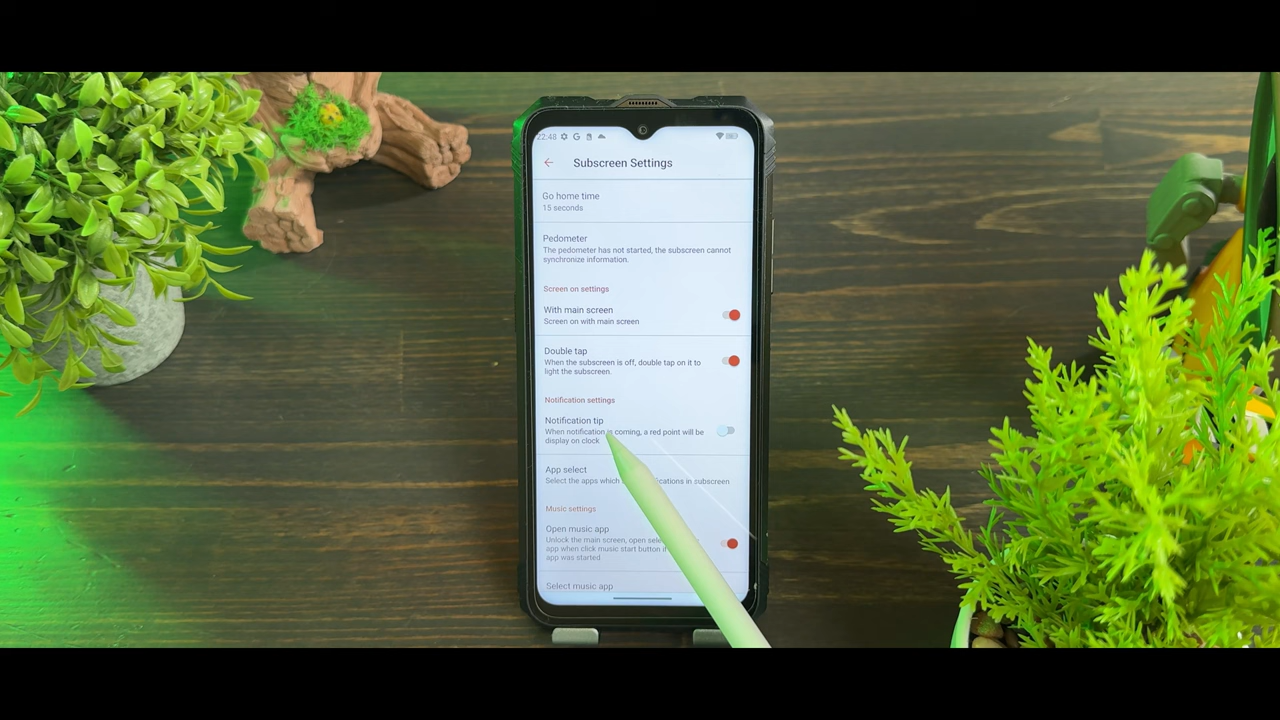 22:48
Subscreen Settings
Go home time
15 seconds
Pedometer
The pedometer has not started, the subscreen cannot
synchronize information.
Screen on settings
With main screen
Screen on with main screen
Double tap
When the subscreen is off, double tap on it to
light the subscreen.
Notification settings
Notification tip
When notification is coming, a red point will be
display on clock
App select
Select the apps which in subscreen
Music settings
Open music app
Unlock the main screen, open
app when click music start button
app was started.
Select music app